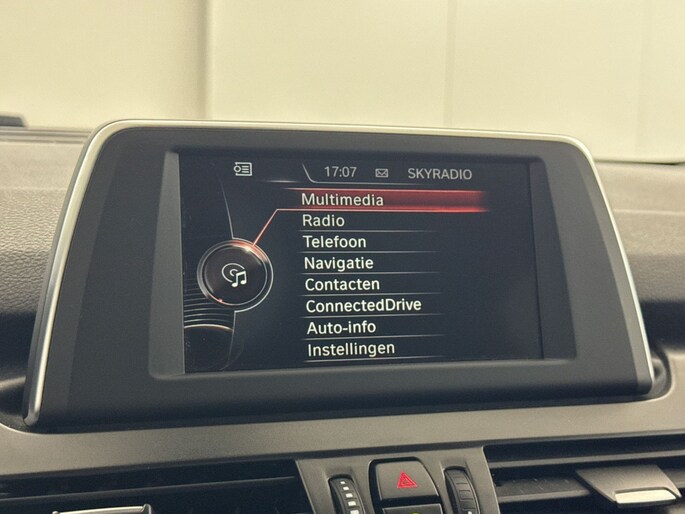 17:07 SKYRADIO
Multimedia
Radio
Telefoon
Navigatie
Contacten
ConnectedDrive
Auto-info
Instellingen